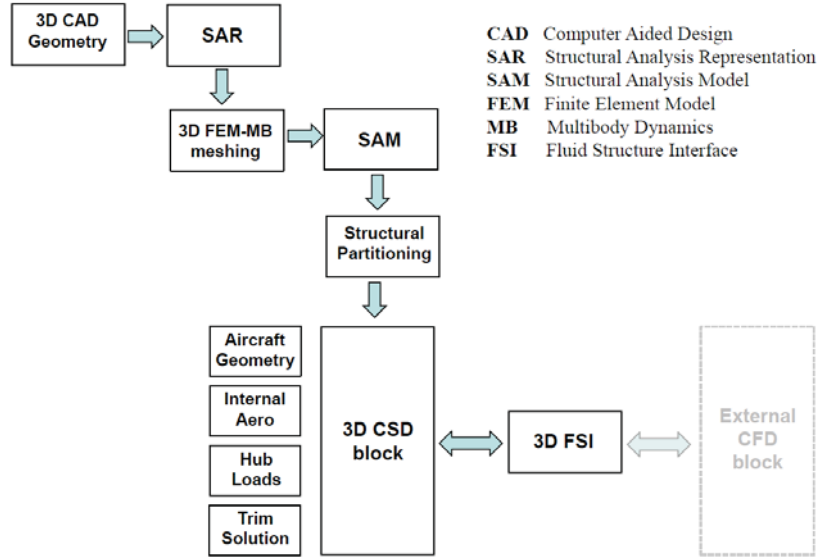 3D CAD
Geometry
SAR
3D FEM-MB
meshing
SAM
Structural
Partitioning
CAD Computer Aided Design
SAR Structural Analysis Representation
SAM Structural Analysis Model
FEM Finite Element Model
MB Multibody Dynamics
FSI Fluid Structure Interface
Aircraft
Geometry
Internal
Aero
Hub
Loads
Trim
Solution
3D CSD
block
3D FSI
External
CFD
block